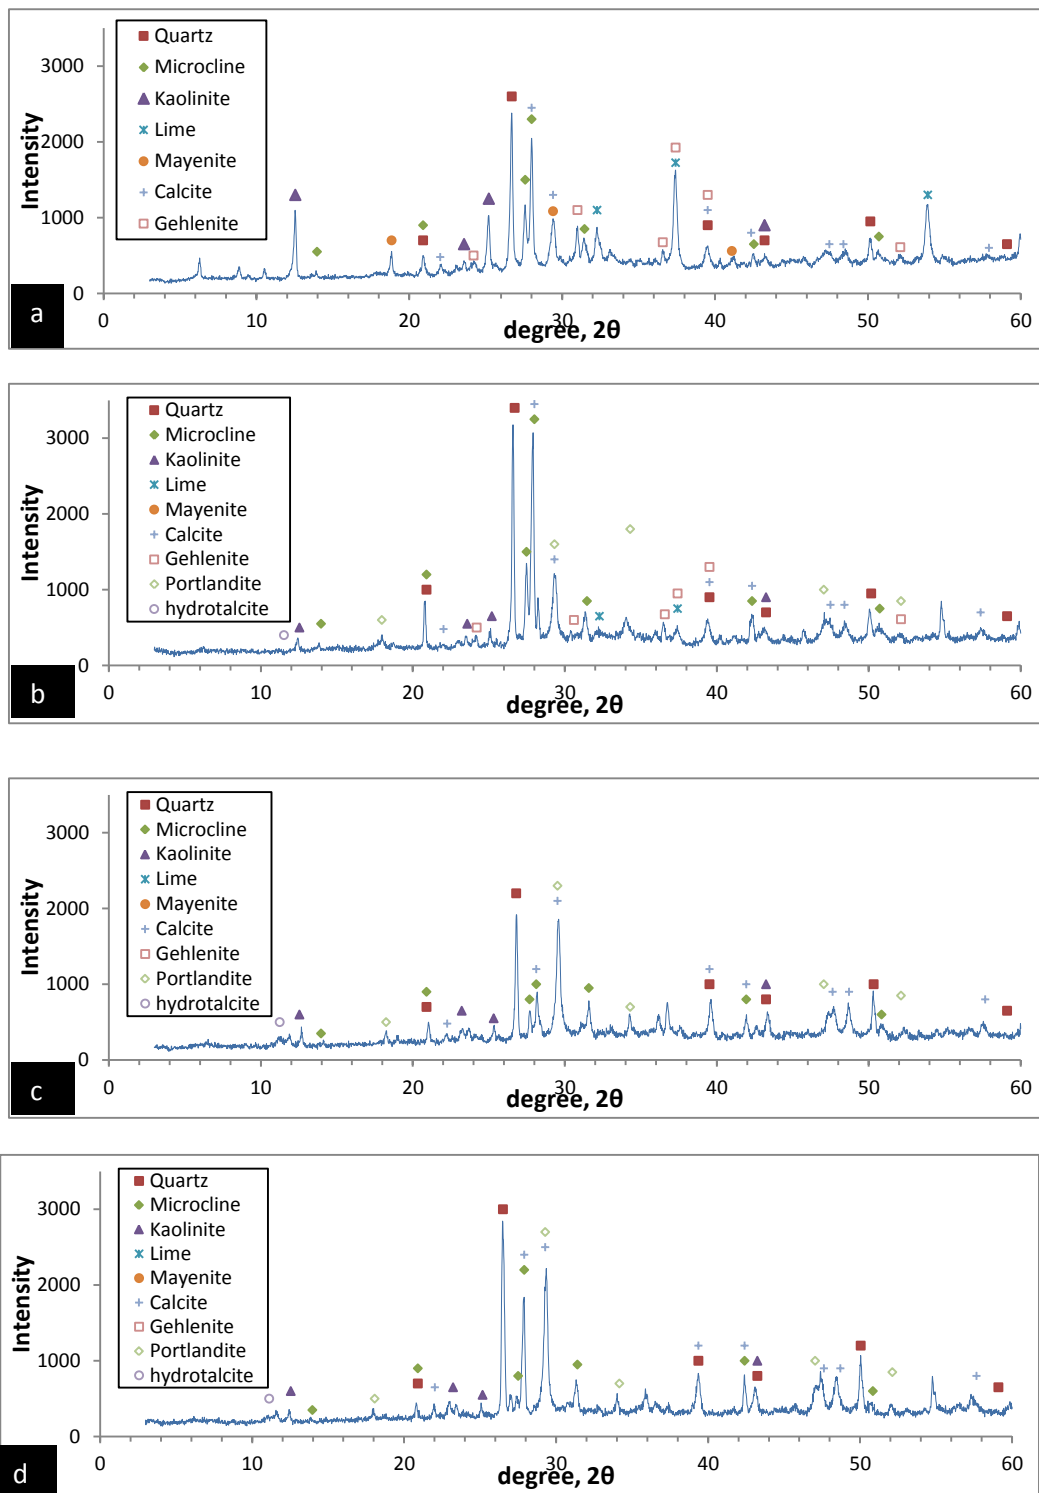 Quartz
Microcline
Kaolinite
Lime
Mayenite
Calcite
Gehlenite
Intensity
3000
2000
1000
0
0 10 20 30 40 50 60
degree, 2θ
a
Quartz
Microcline
Kaolinite
Lime
Mayenite
Calcite
Gehlenite
Portlandite
hydrotalcite
Intensity
3000
2000
1000
0
0 10 20 30 40 50 60
degree, 2θ
b
Quartz
Microcline
Kaolinite
Lime
Mayenite
Calcite
Gehlenite
Portlandite
hydrotalcite
Intensity
3000
2000
1000
0
0 10 20 30 40 50 60
degree, 2θ
c
Quartz
Microcline
Kaolinite
Lime
Mayenite
Calcite
Gehlenite
Portlandite
hydrotalcite
Intensity
3000
2000
1000
0
0 10 20 30 40 50 60
degree, 2θ
d